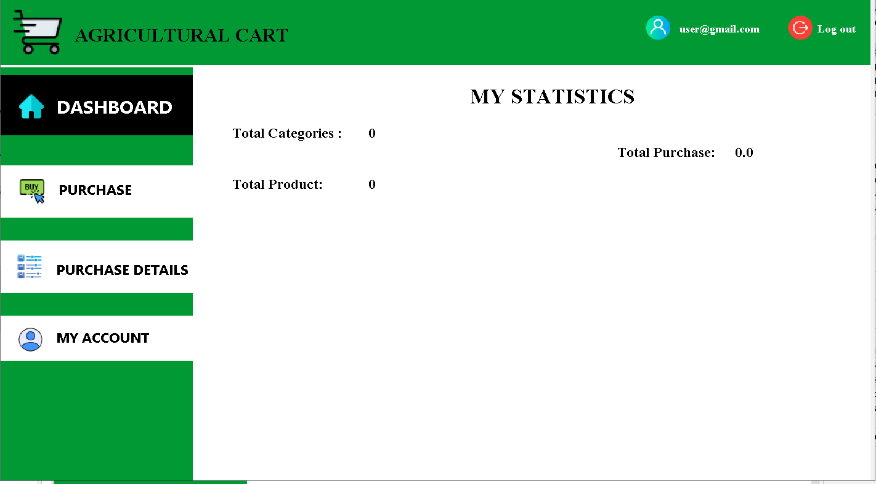 AGRICULTURAL CART
user@gmail.com
Log out
DASHBOARD
BUY
PURCHASE
PURCHASE DETAILS
MY ACCOUNT
MY STATISTICS
Total Categories : 0
Total Purchase: 0.0
Total Product: 0